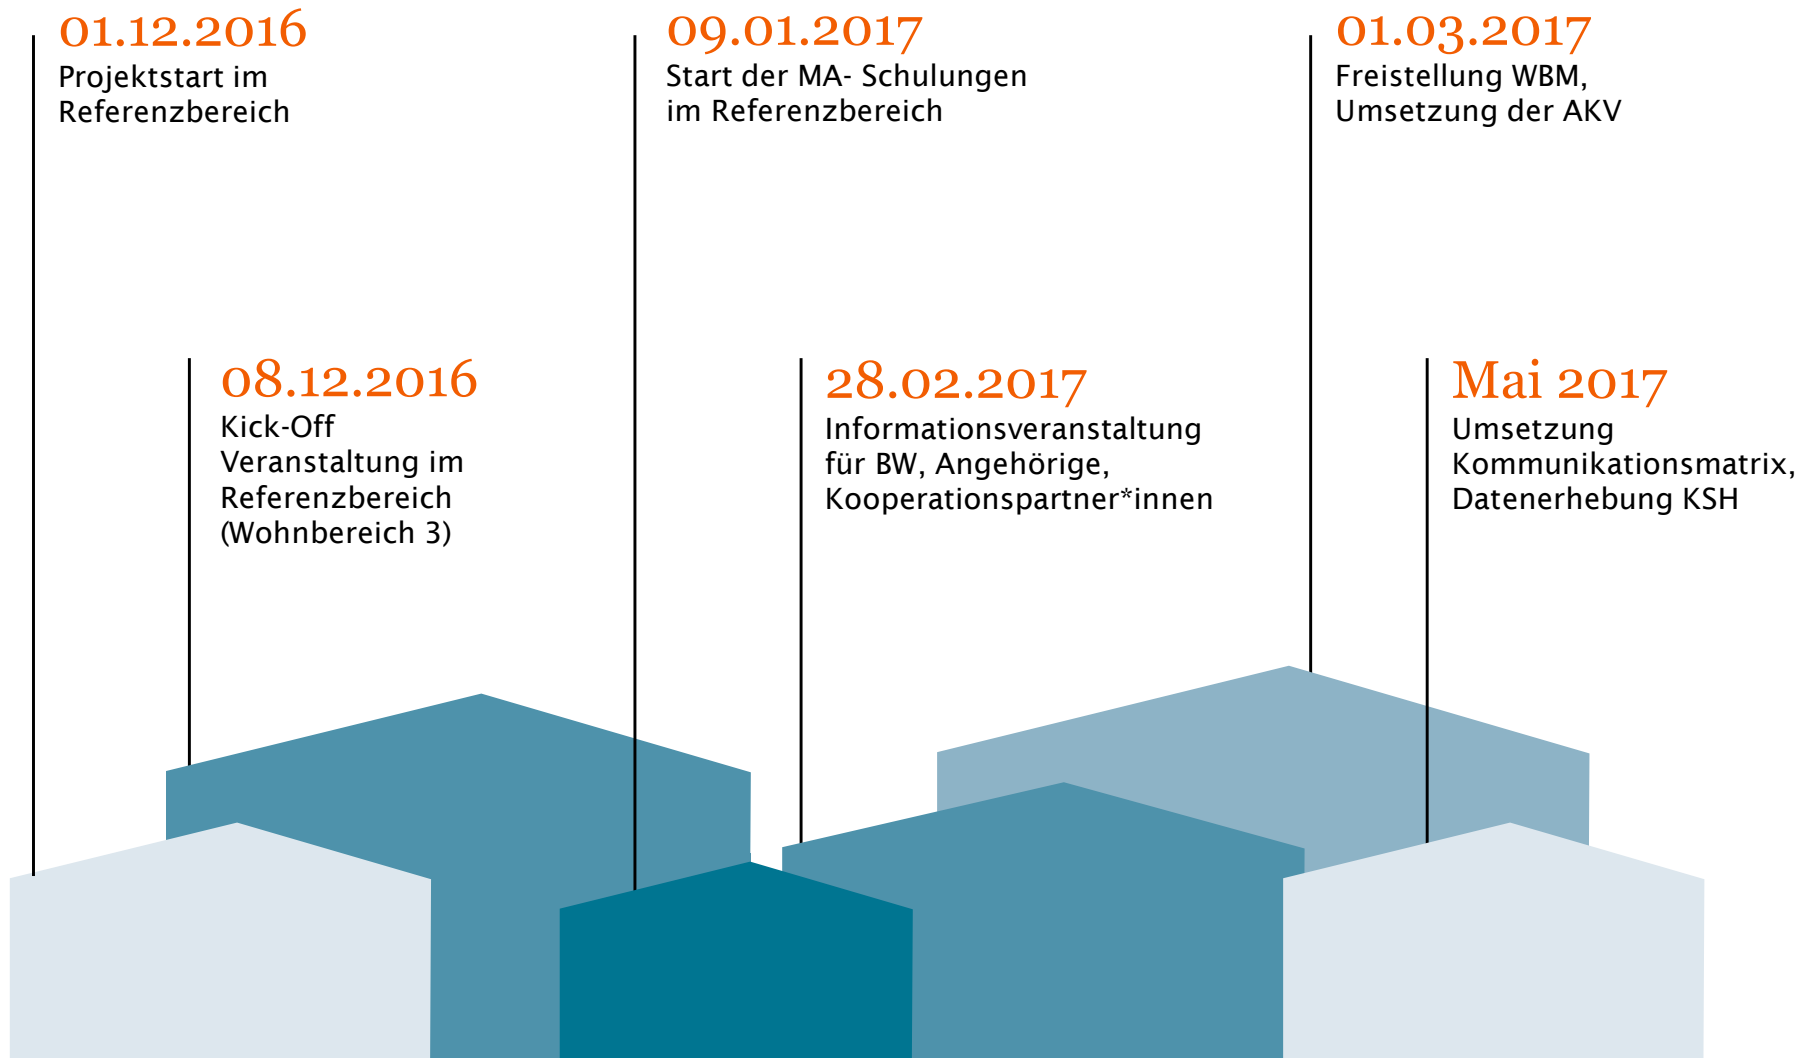 01.12.2016
Projektstart im
Referenzbereich
08.12.2016
Kick-Off
Veranstaltung im
Referenzbereich
(Wohnbereich 3)
09.01.2017
Start der MA- Schulungen
im Referenzbereich
28.02.2017
Informationsveranstaltung
für BW, Angehörige,
Kooperationspartner*innen
01.03.2017
Freistellung WBM,
Umsetzung der AKV
Mai 2017
Umsetzung
Kommunikationsmatrix,
Datenerhebung KSH